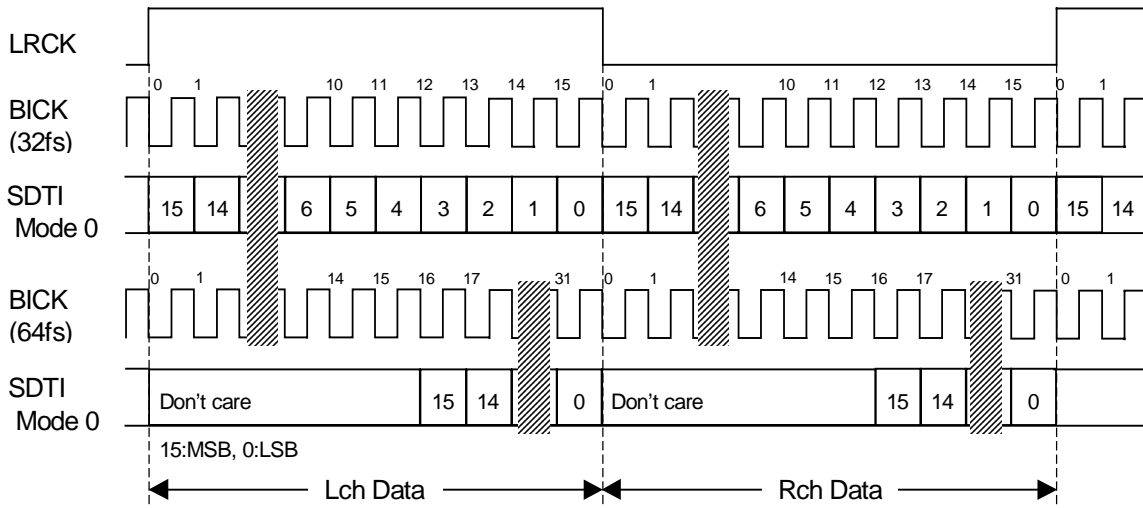 LRCK
0 1 10 11 12 13 14 15 0 1 10 11 12 13 14 15 0 1
BICK
(32fs)
SDTI
Mode 0
15 14 6 5 4 3 2 1 0 15 14 6 5 4 3 2 1 0 15 14
0 1 14 15 16 17 31 0 1 14 15 16 17 31 0 1
BICK
(64fs)
SDTI
Mode 0
Don't care 15 14 0 Don't care 15 14 0
15:MSB, 0:LSB
Lch Data Rch Data